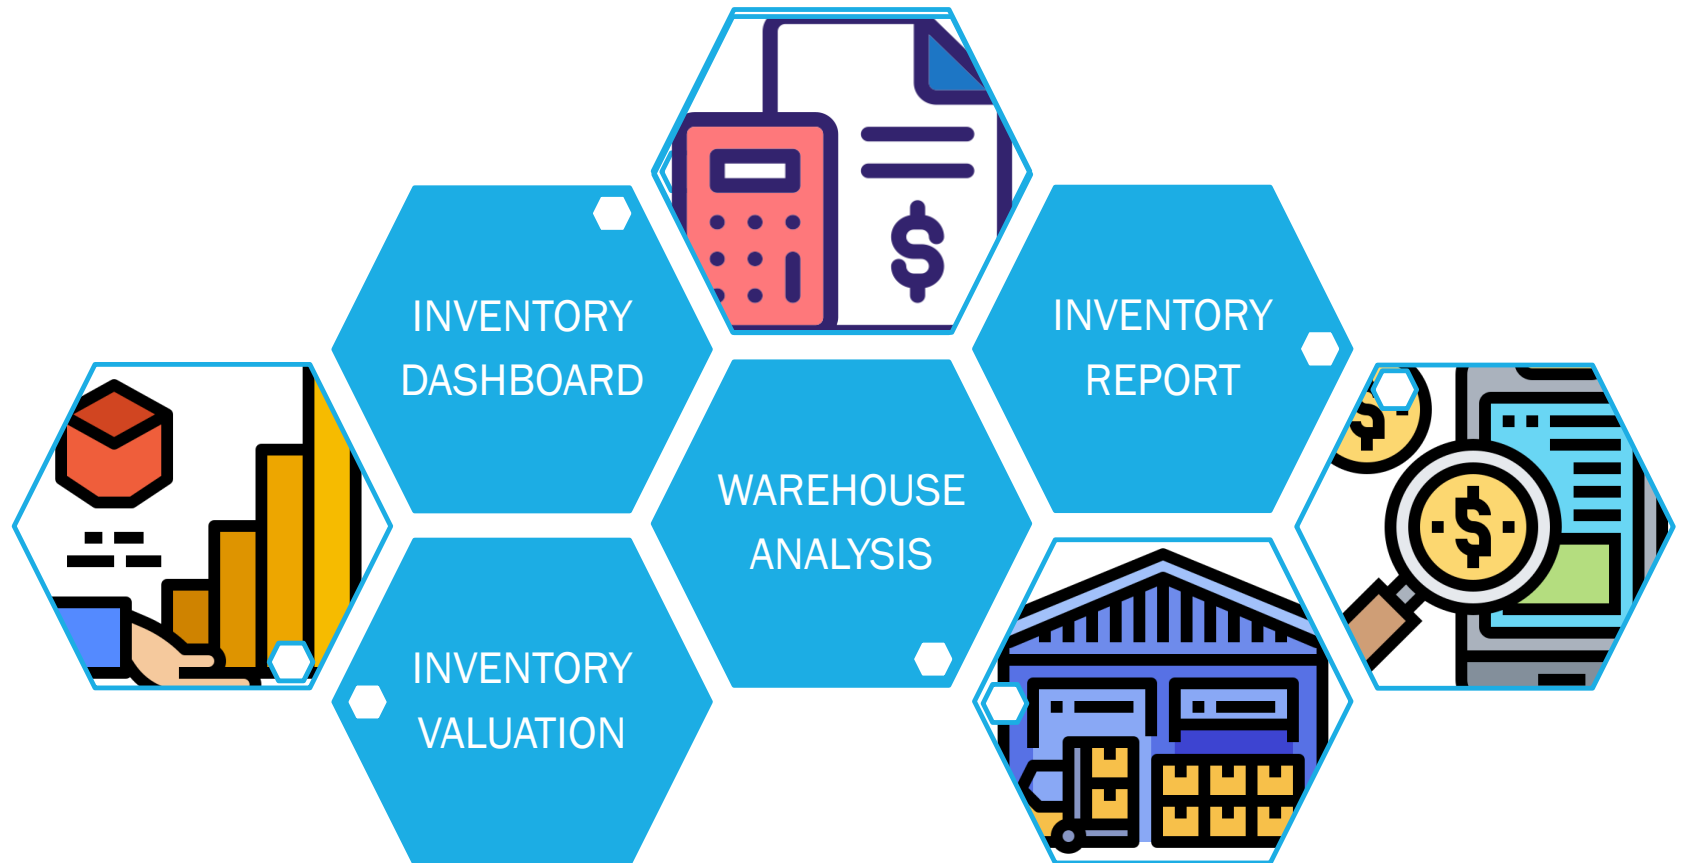 INVENTORY
DASHBOARD
INVENTORY
REPORT
WAREHOUSE
ANALYSIS
INVENTORY
VALUATION
$
$
$